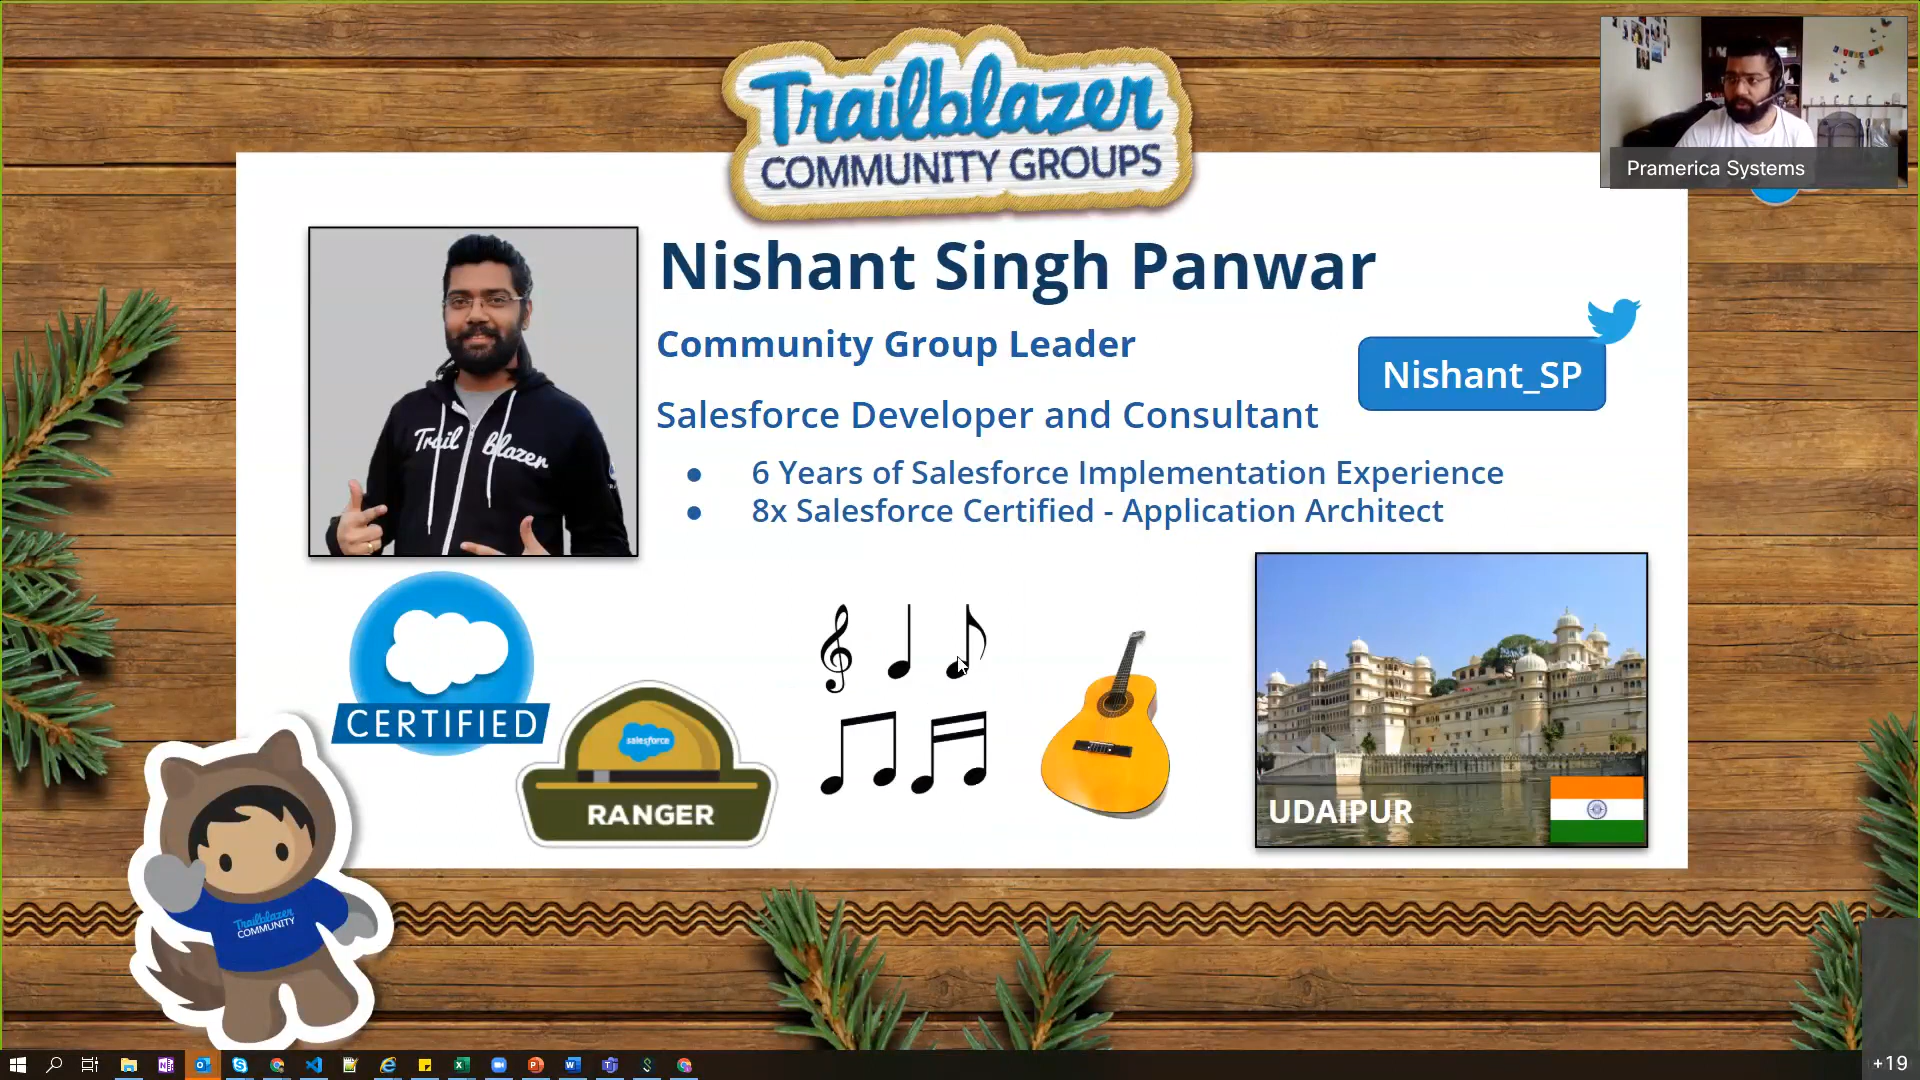 Trailblazer
COMMUNITY GROUPS
Pramerica Systems
Nishant Singh Panwar
Community Group Leader
Nishant_SP
Salesforce Developer and Consultant
• 6 Years of Salesforce Implementation Experience
• 8x Salesforce Certified - Application Architect
Trail blazer
CERTIFIED
salesforce
RANGER
UDAIPUR
Trailblazer
COMMUNITY
+19